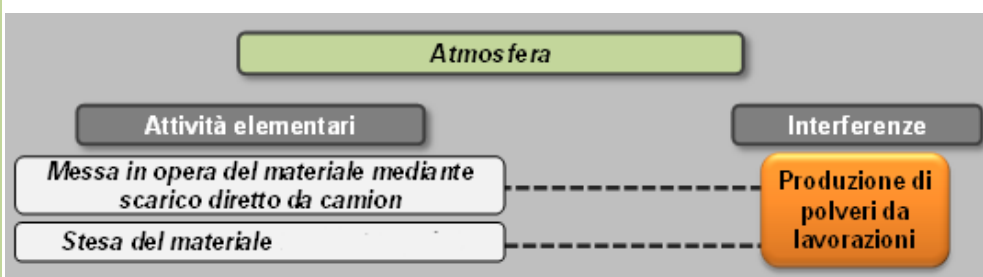 Atmosfera
Attività elementari
Interferenze
Messa in opera del materiale mediante
scarico diretto da camion
Stesa del materiale
Produzione di
polveri da
lavorazioni